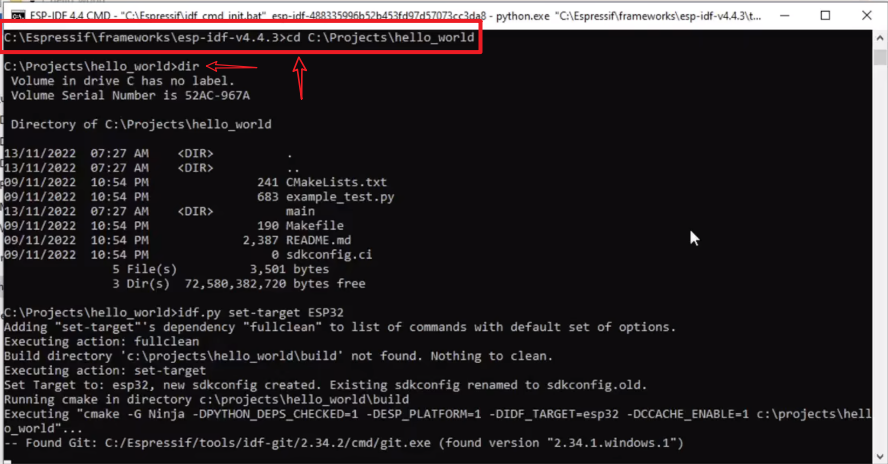 ESP-IDF 4.4 CMD - "C:\Espressif\idf_cmd_init.bat" esp-idf-488335996b52b453fd97d57073cc3da8 - python.exe "C:\Espressif\frameworks\esp-idf-v4.4.3\t...
C:\Espressif\frameworks\esp-idf-v4.4.3>cd C:\Projects\hello_world
C:\Projects\hello_world>dir
Volume in drive C has no label.
Volume Serial Number is 52AC-967A
Directory of C:\Projects\hello_world
13/11/2022  07:27 AM    <DIR>          .
13/11/2022  07:27 AM    <DIR>          ..
09/11/2022  10:54 PM               241 CMakeLists.txt
09/11/2022  10:54 PM               683 example_test.py
13/11/2022  07:27 AM    <DIR>          main
09/11/2022  10:54 PM               190 Makefile
09/11/2022  10:54 PM             2,387 README.md
09/11/2022  10:54 PM                 0 sdkconfig.ci
5 File(s)          3,501 bytes
3 Dir(s)  72,580,382,720 bytes free
C:\Projects\hello_world>idf.py set-target ESP32
Adding "set-target"'s dependency "fullclean" to list of commands with default set of options.
Executing action: fullclean
Build directory 'c:\projects\hello_world\build' not found. Nothing to clean.
Executing action: set-target
Set Target to: esp32, new sdkconfig created. Existing sdkconfig renamed to sdkconfig.old.
Running cmake in directory c:\projects\hello_world\build
Executing "cmake -G Ninja -DPYTHON_DEPS_CHECKED=1 -DESP_PLATFORM=1 -DIDF_TARGET=esp32 -DCCACHE_ENABLE=1 c:\projects\hell
o_world"...
-- Found Git: C:/Espressif/tools/idf-git/2.34.2/cmd/git.exe (found version "2.34.1.windows.1")